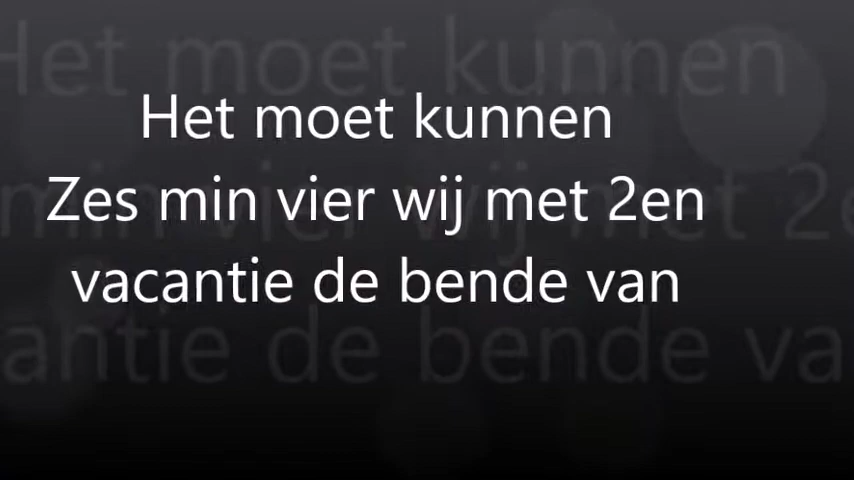 Het moet kunnen
Zes min vier wij met 2en
vacantie de bende van